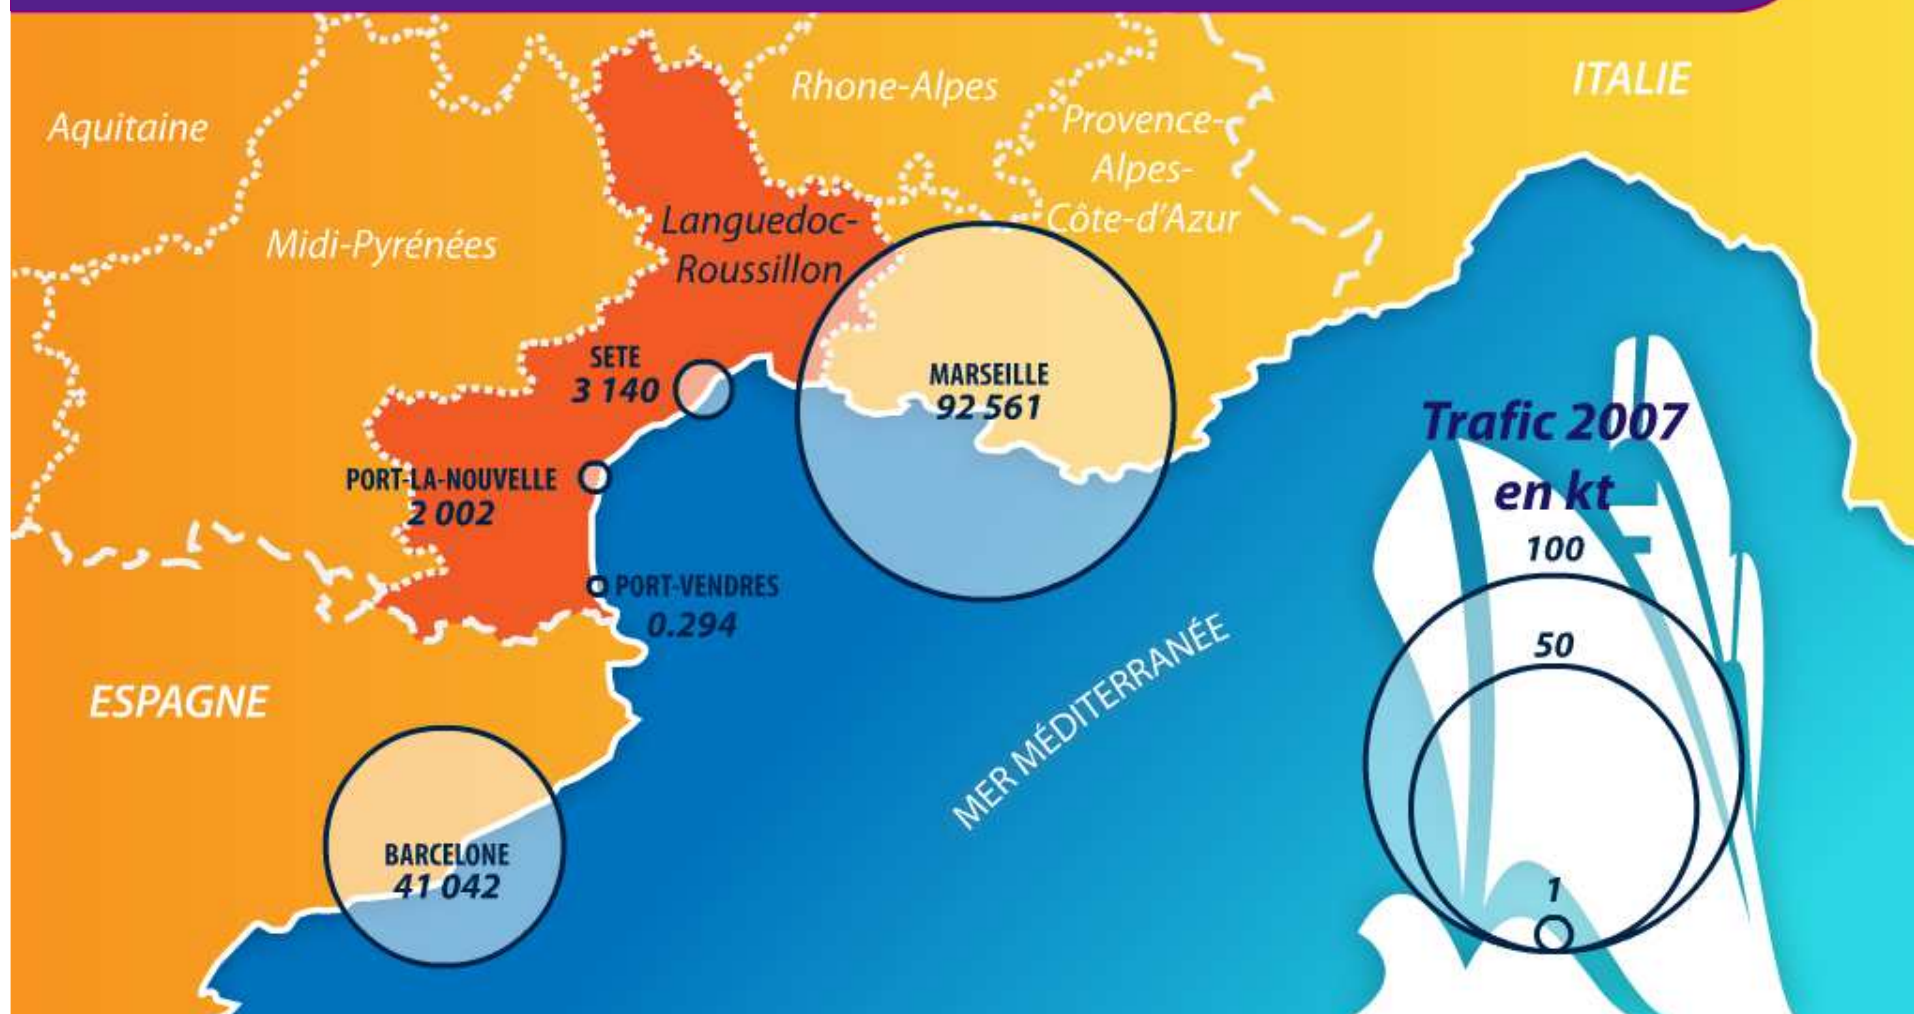 ITALIE
Rhone-Alpes
Aquitaine
Provence-
Alpes-
Côte-d'Azur
Languedoc-
Roussillon
Midi-Pyrénées
SETE
3 140
MARSEILLE
92 561
PORT-LA-NOUVELLE
2 002
PORT-VENDRES
0.294
ESPAGNE
MER MÉDITERRANÉE
BARCELONE
41 042
Trafic 2007
en kt
100
50
1